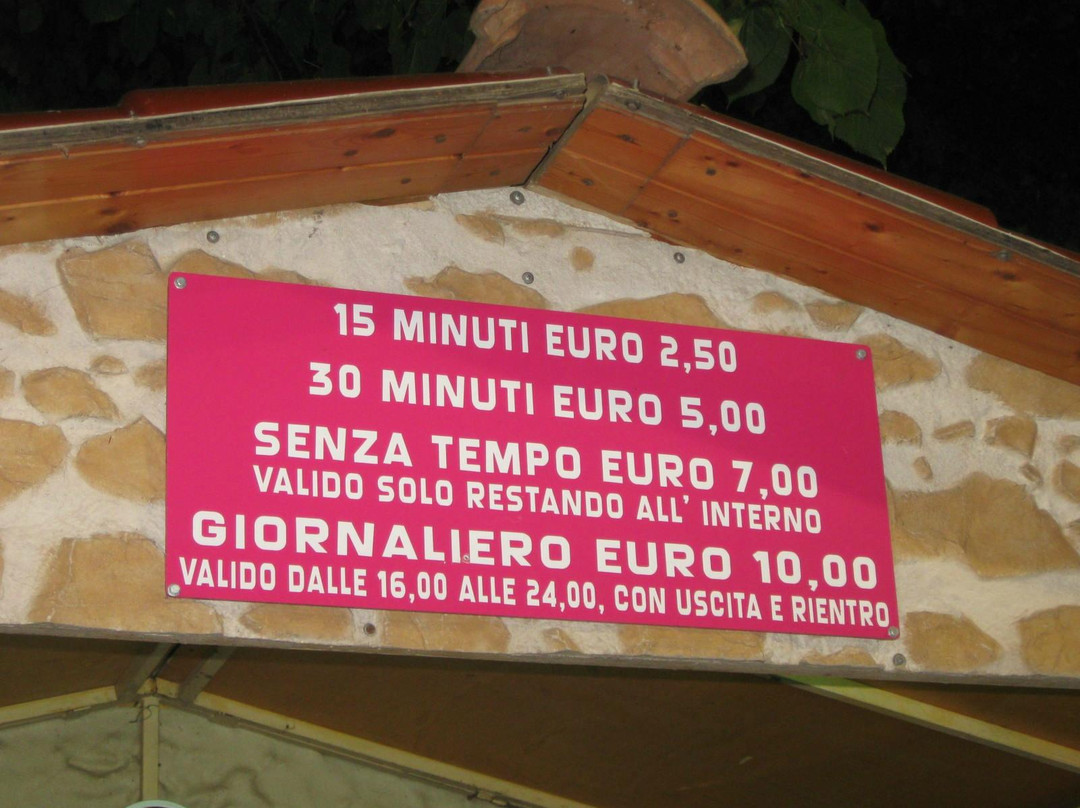 15 MINUTI EURO 2,50
30 MINUTI EURO 5,00
SENZA TEMPO EURO 7,00
VALIDO SOLO RESTANDO ALL' INTERNO
GIORNALIERO EURO 10,00
VALIDO DALLE 16,00 ALLE 24,00, CON USCITA E RIENTRO